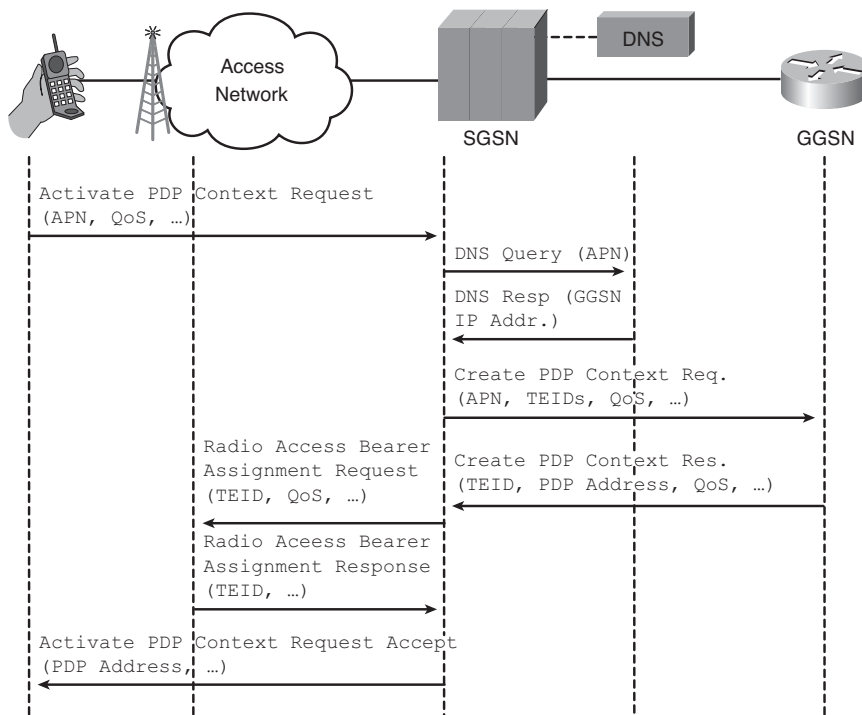 Access
Network
DNS
SGSN
GGSN
Activate PDP Context Request
(APN, QoS, …)
DNS Query (APN)
DNS Resp (GGSN
IP Addr.)
Create PDP Context Req.
(APN, TEIDs, QoS, …)
Radio Access Bearer
Assignment Request
(TEID, QoS, …)
Create PDP Context Res.
(TEID, PDP Address, QoS, …)
Radio Aceess Bearer
Assignment Response
(TEID, …)
Activate PDP Context Request Accept
(PDP Address, …)